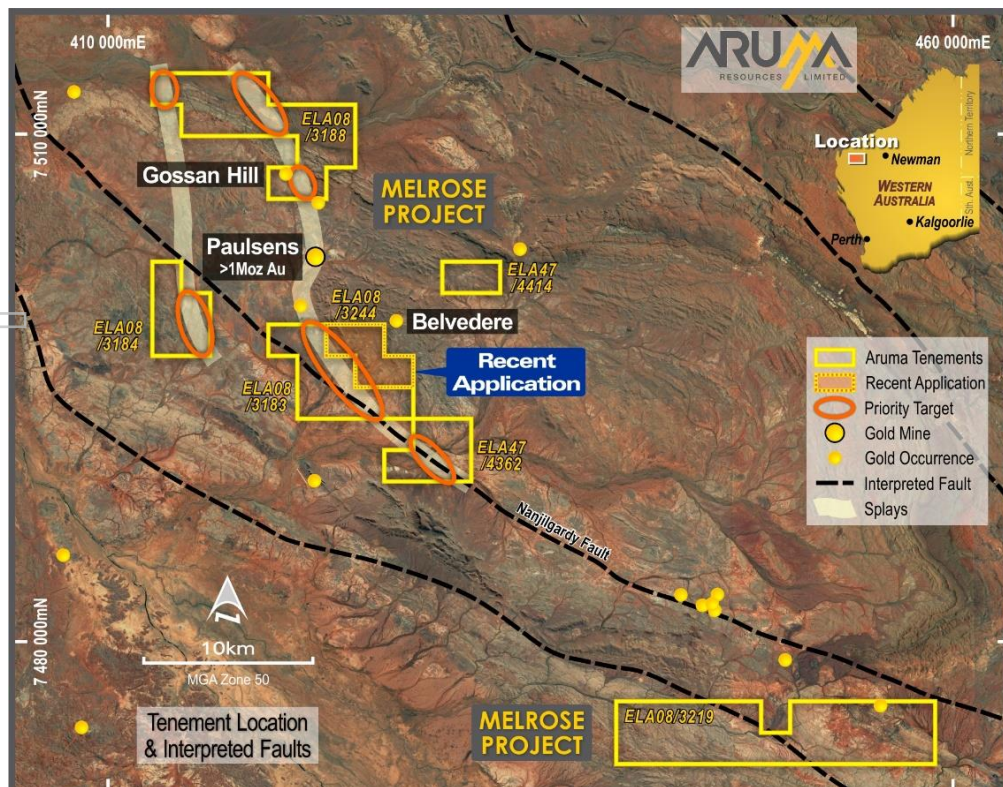 410 000mE
460 000mE
ARUMA
RESOURCES LIMITED
7 510 000mN
ELA08
/3188
Gossan Hill
MELROSE
PROJECT
Location
Newman
WESTERN
AUSTRALIA
Kalgoorlie
Perth
Northern Territory
Sth. Aust.
Paulsens
>1Moz Au
ELA47
/4414
ELA08
/3244
Belvedere
ELA08
/3184
Recent
Application
ELA08
/3183
ELA47
/4362
Aruma Tenements
Recent Application
Priority Target
Gold Mine
Gold Occurrence
Interpreted Fault
Splays
Nanjilgardy Fault
7 480 000mN
N
10km
MGA Zone 50
Tenement Location
& Interpreted Faults
MELROSE
PROJECT
ELA08/3219